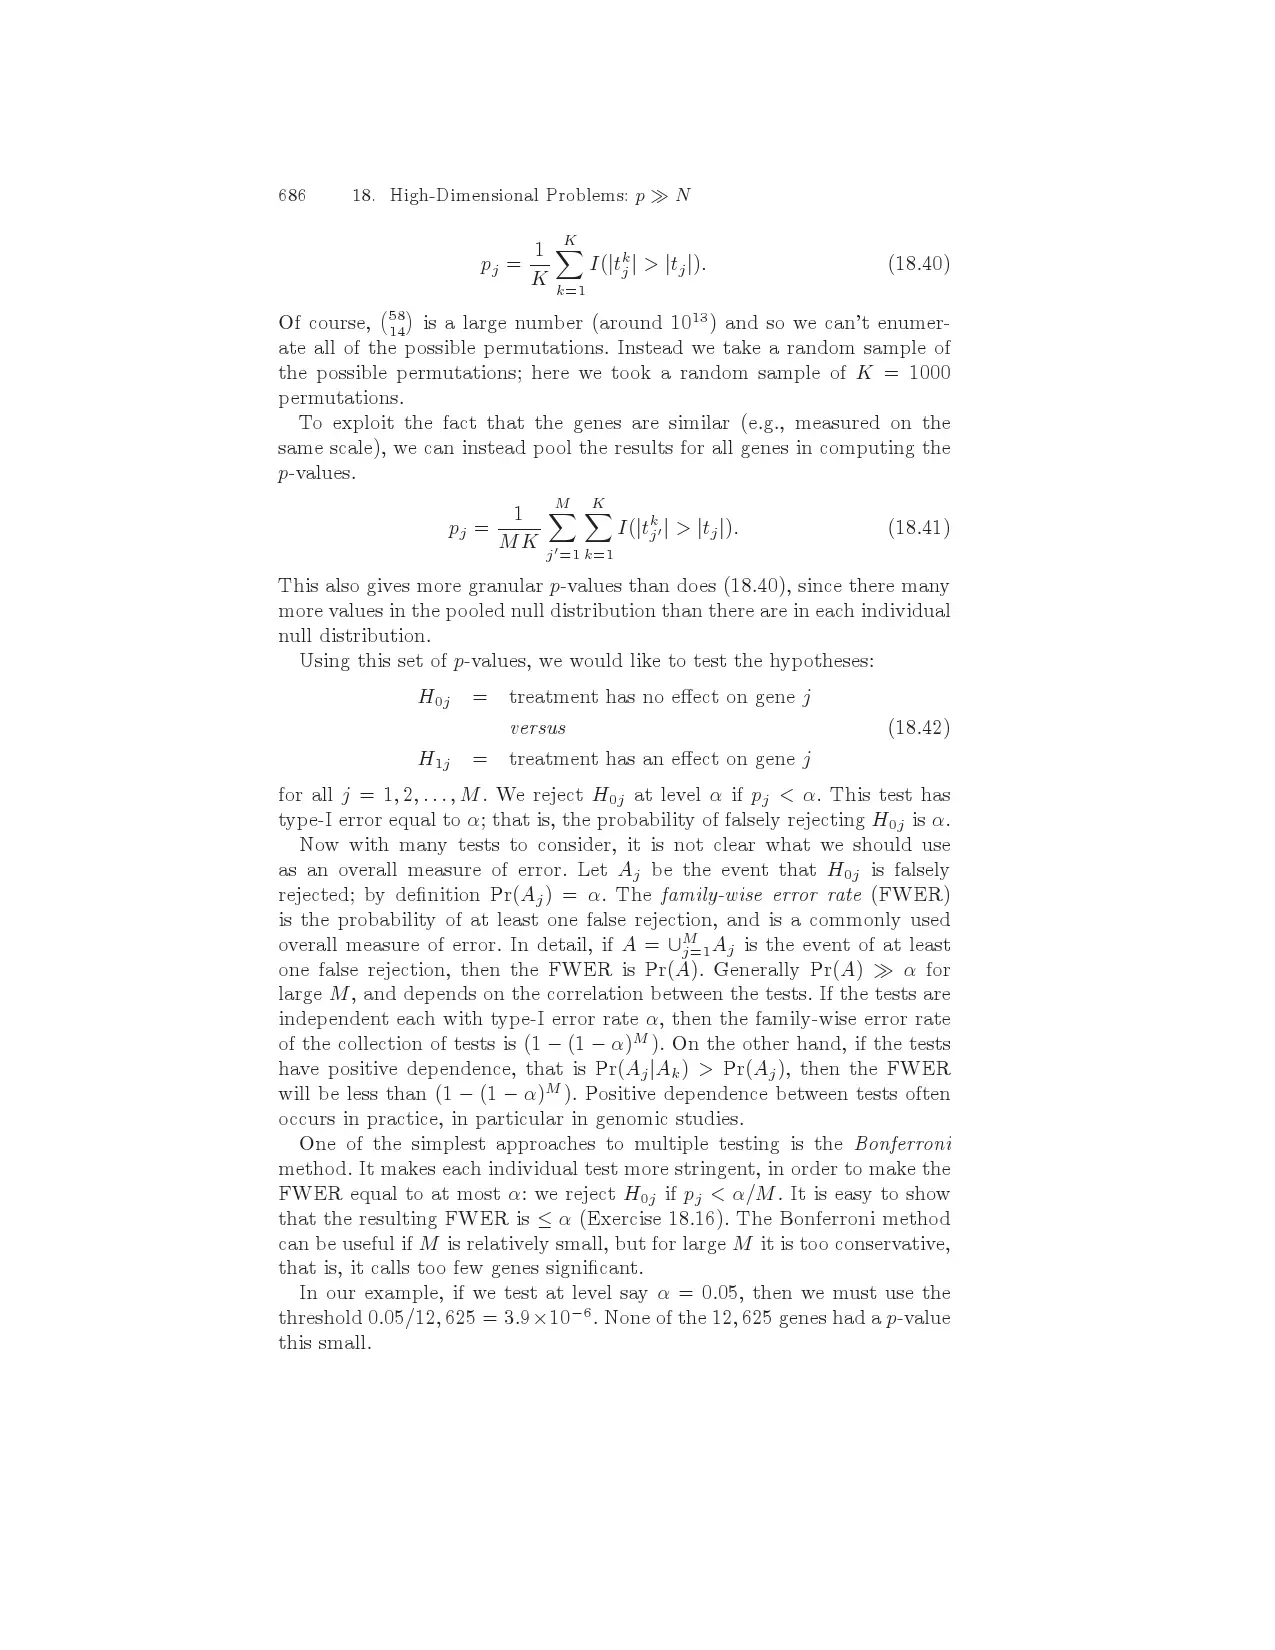 686 18. High-Dimensional Problems: p ≫ N
p_j = \frac{1}{K} \sum_{k=1}^{K} I(|t_j^k| > |t_j|). (18.40)
Of course, \binom{58}{14} is a large number (around 10^{13}) and so we can't enumer-
ate all of the possible permutations. Instead we take a random sample of
the possible permutations; here we took a random sample of K = 1000
permutations.
To exploit the fact that the genes are similar (e.g., measured on the
same scale), we can instead pool the results for all genes in computing the
p-values.
p_j = \frac{1}{MK} \sum_{j'=1}^{M} \sum_{k=1}^{K} I(|t_{j'}^k| > |t_j|). (18.41)
This also gives more granular p-values than does (18.40), since there many
more values in the pooled null distribution than there are in each individual
null distribution.
Using this set of p-values, we would like to test the hypotheses:
H_{0j} = treatment has no effect on gene j
versus (18.42)
H_{1j} = treatment has an effect on gene j
for all j = 1, 2, . . . , M. We reject H_{0j} at level α if p_j < α. This test has
type-I error equal to α; that is, the probability of falsely rejecting H_{0j} is α.
Now with many tests to consider, it is not clear what we should use
as an overall measure of error. Let A_j be the event that H_{0j} is falsely
rejected; by definition Pr(A_j) = α. The family-wise error rate (FWER)
is the probability of at least one false rejection, and is a commonly used
overall measure of error. In detail, if A = ∪_{j=1}^{M} A_j is the event of at least
one false rejection, then the FWER is Pr(A). Generally Pr(A) ≫ α for
large M, and depends on the correlation between the tests. If the tests are
independent each with type-I error rate α, then the family-wise error rate
of the collection of tests is (1 − (1 − α)^M). On the other hand, if the tests
have positive dependence, that is Pr(A_j|A_k) > Pr(A_j), then the FWER
will be less than (1 − (1 − α)^M). Positive dependence between tests often
occurs in practice, in particular in genomic studies.
One of the simplest approaches to multiple testing is the Bonferroni
method. It makes each individual test more stringent, in order to make the
FWER equal to at most α: we reject H_{0j} if p_j < α/M. It is easy to show
that the resulting FWER is ≤ α (Exercise 18.16). The Bonferroni method
can be useful if M is relatively small, but for large M it is too conservative,
that is, it calls too few genes significant.
In our example, if we test at level say α = 0.05, then we must use the
threshold 0.05/12, 625 = 3.9×10^{−6}. None of the 12, 625 genes had a p-value
this small.